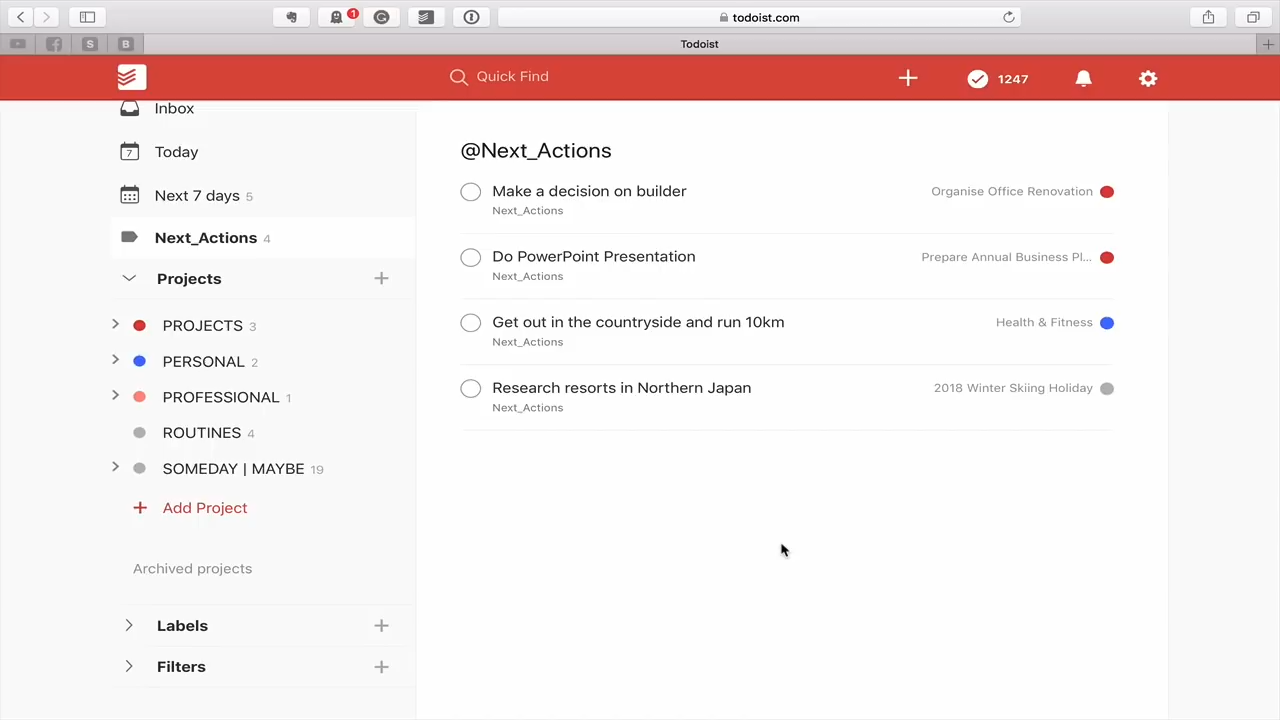 1
todoist.com
S
B
Todoist
Quick Find
1247
Inbox
7
Today
Next 7 days 5
Next_Actions 4
Projects
PROJECTS 3
PERSONAL 2
PROFESSIONAL 1
ROUTINES 4
SOMEDAY | MAYBE 19
Add Project
Archived projects
Labels
Filters
@Next_Actions
Make a decision on builder
Organise Office Renovation
Next_Actions
Do PowerPoint Presentation
Prepare Annual Business Pl...
Next_Actions
Get out in the countryside and run 10km
Health & Fitness
Next_Actions
Research resorts in Northern Japan
2018 Winter Skiing Holiday
Next_Actions